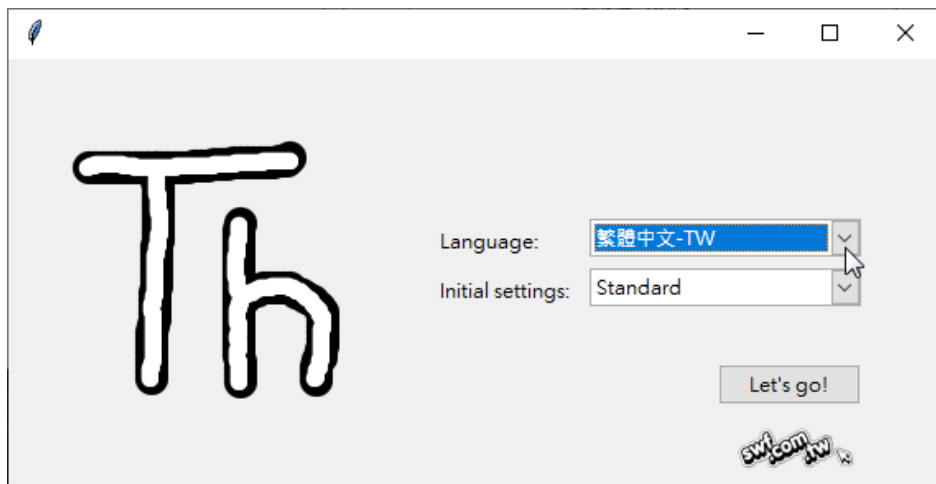 Th
Language: 繁體中文-TW
Initial settings: Standard
Let's go!
swf.com.tw